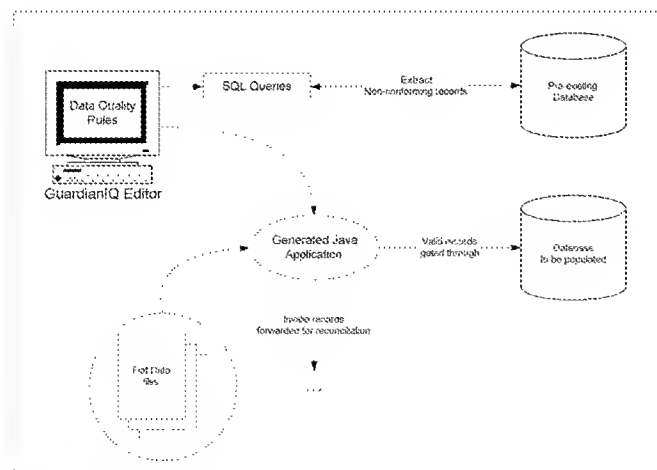 Data Quality
Rules
GuardianIQ Editor
SQL Queries
Extract
Non-conforming records
Pre-existing
Database
Generated Java
Application
Valid records
gated through
Database
to be populated
Invalid records
forwarded for reconciliation
Flat Data
files